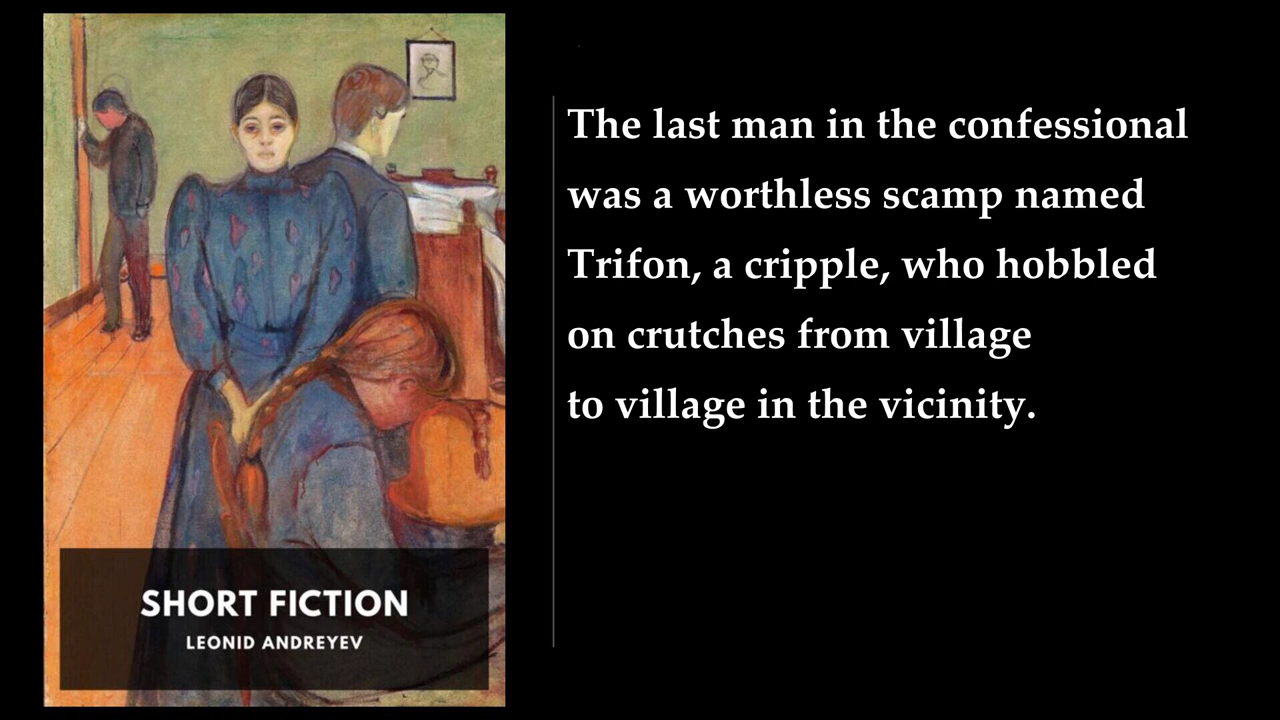 SHORT FICTION
LEONID ANDREYEV
The last man in the confessional
was a worthless scamp named
Trifon, a cripple, who hobbled
on crutches from village
to village in the vicinity.